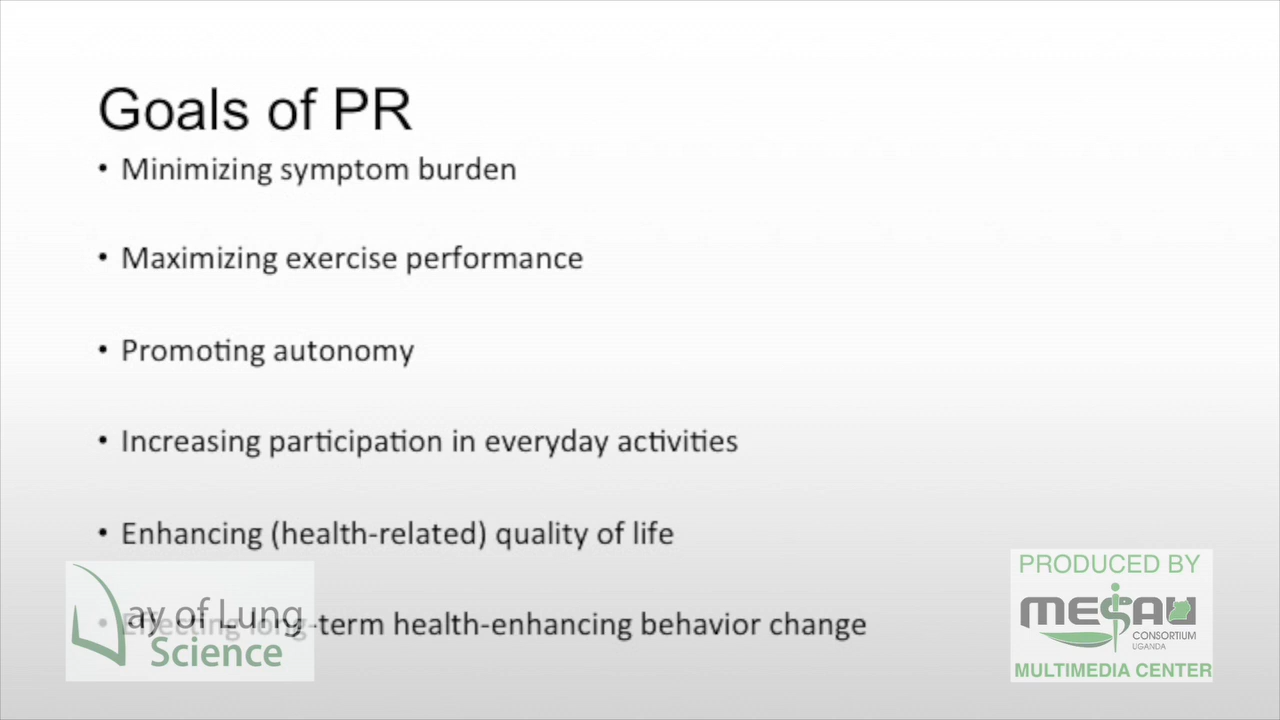 Goals of PR
• Minimizing symptom burden
• Maximizing exercise performance
• Promoting autonomy
• Increasing participation in everyday activities
• Enhancing (health-related) quality of life
• Effecting long-term health-enhancing behavior change
Day of Lung
Science
PRODUCED BY
MESAU
CONSORTIUM
UGANDA
MULTIMEDIA CENTER